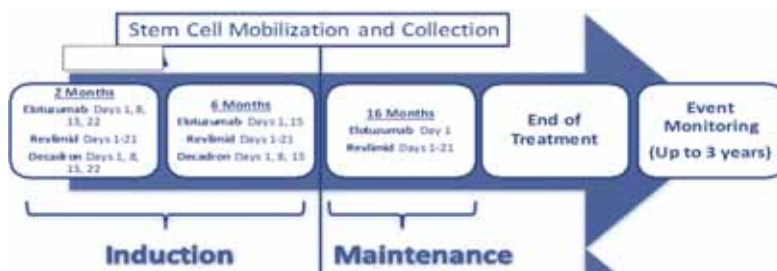 Stem Cell Mobilization and Collection
2 Months
Elotuzumab Days 1, 8,
15, 22
Revlimid Days 1-21
Decadron Days 1, 8,
15, 22
6 Months
Elotuzumab Days 1, 15
Revlimid Days 1-21
Decadron Days 1, 8, 15
16 Months
Elotuzumab Day 1
Revlimid Days 1-21
End of
Treatment
Event
Monitoring
(Up to 3 years)
Induction
Maintenance